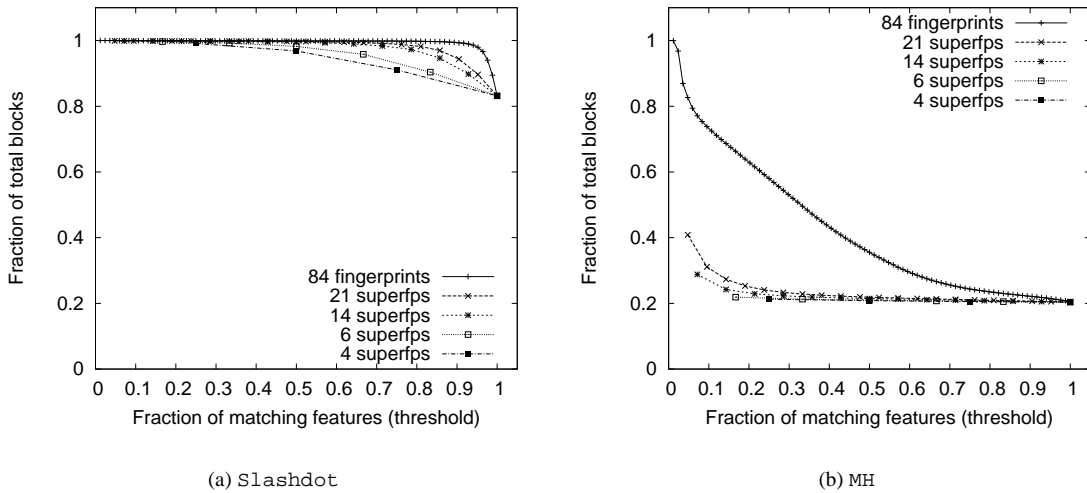 Fraction of total blocks
1
0.8
0.6
0.4
0.2
0
84 fingerprints
21 superfps
14 superfps
6 superfps
4 superfps
0 0.1 0.2 0.3 0.4 0.5 0.6 0.7 0.8 0.9 1
Fraction of matching features (threshold)
(a) Slashdot
Fraction of total blocks
1
0.8
0.6
0.4
0.2
0
84 fingerprints
21 superfps
14 superfps
6 superfps
4 superfps
0 0.1 0.2 0.3 0.4 0.5 0.6 0.7 0.8 0.9 1
Fraction of matching features (threshold)
(b) MH